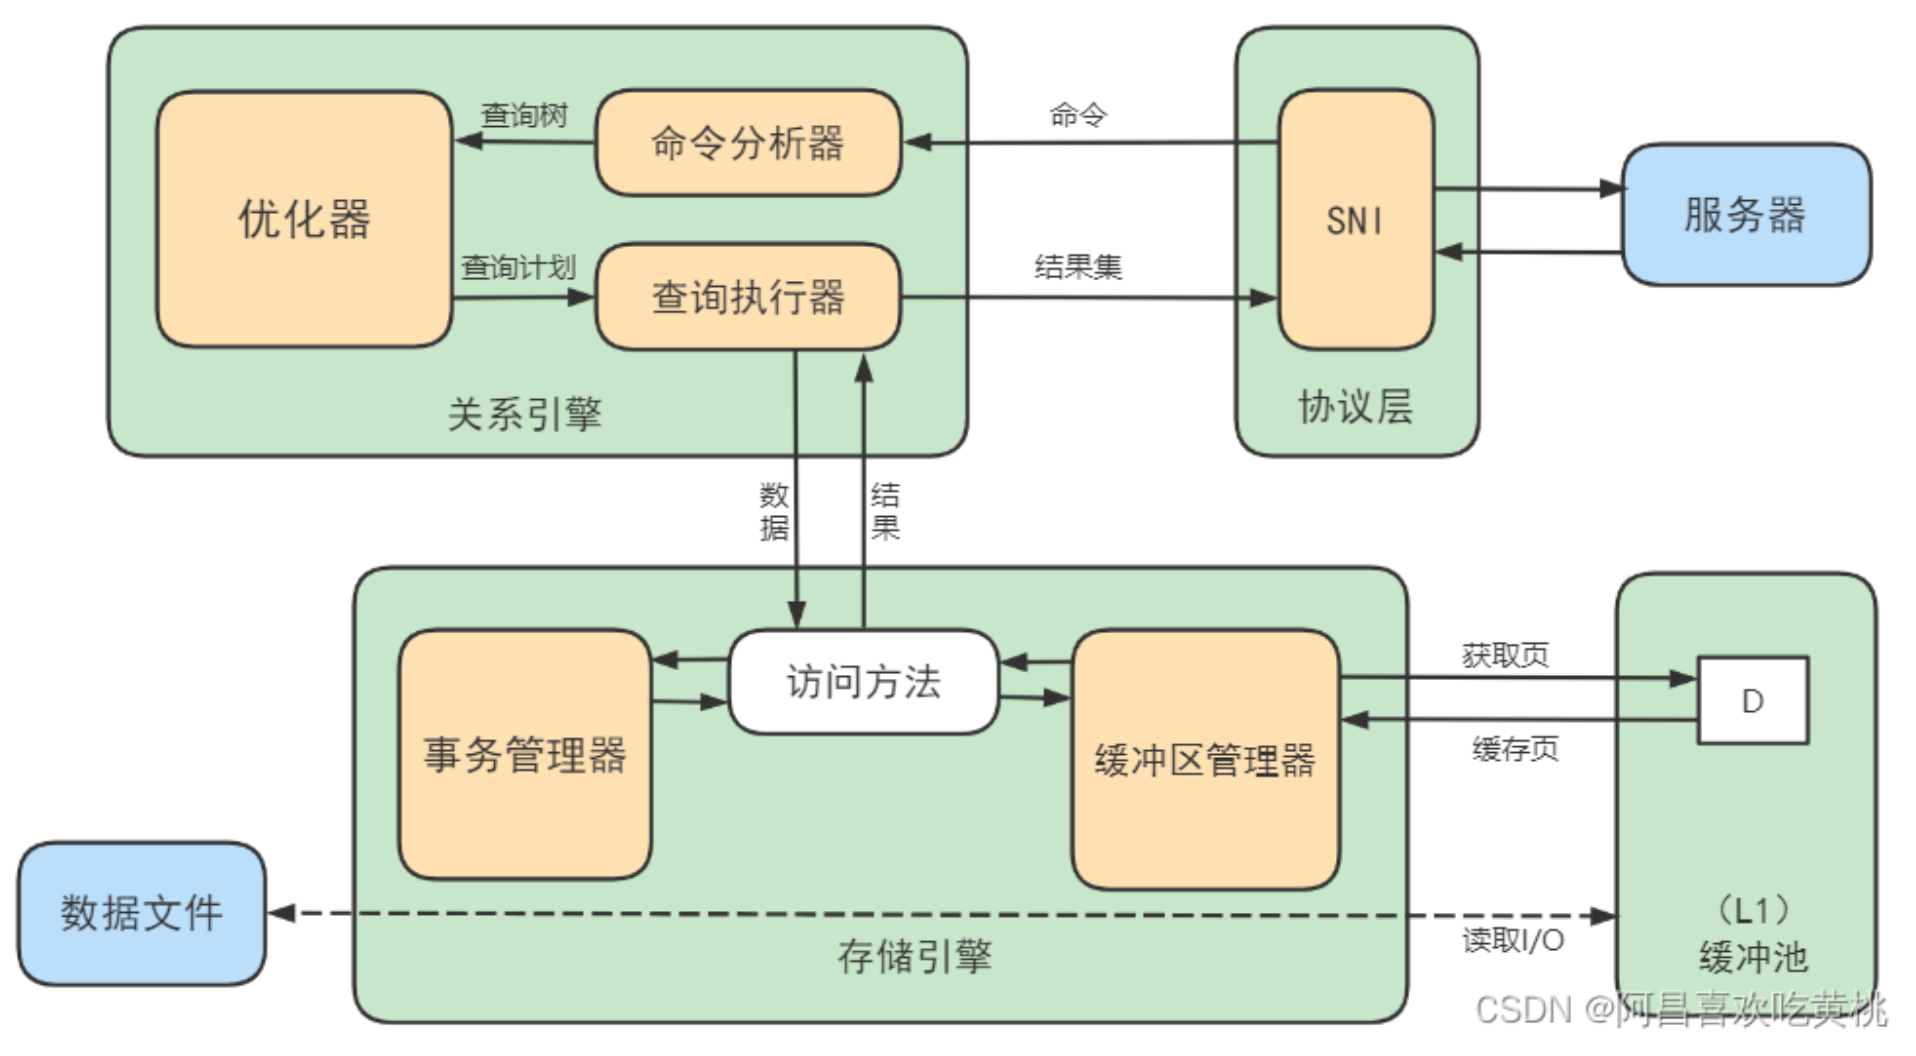 查询树
命令分析器
命令
优化器
SNI
服务器
查询计划
查询执行器
结果集
关系引擎
协议层
数
据
结
果
访问方法
获取页
D
事务管理器
缓冲区管理器
缓存页
数据文件
（L1）
缓冲池
读取I/O
存储引擎
CSDN @阿昌喜欢吃黄桃